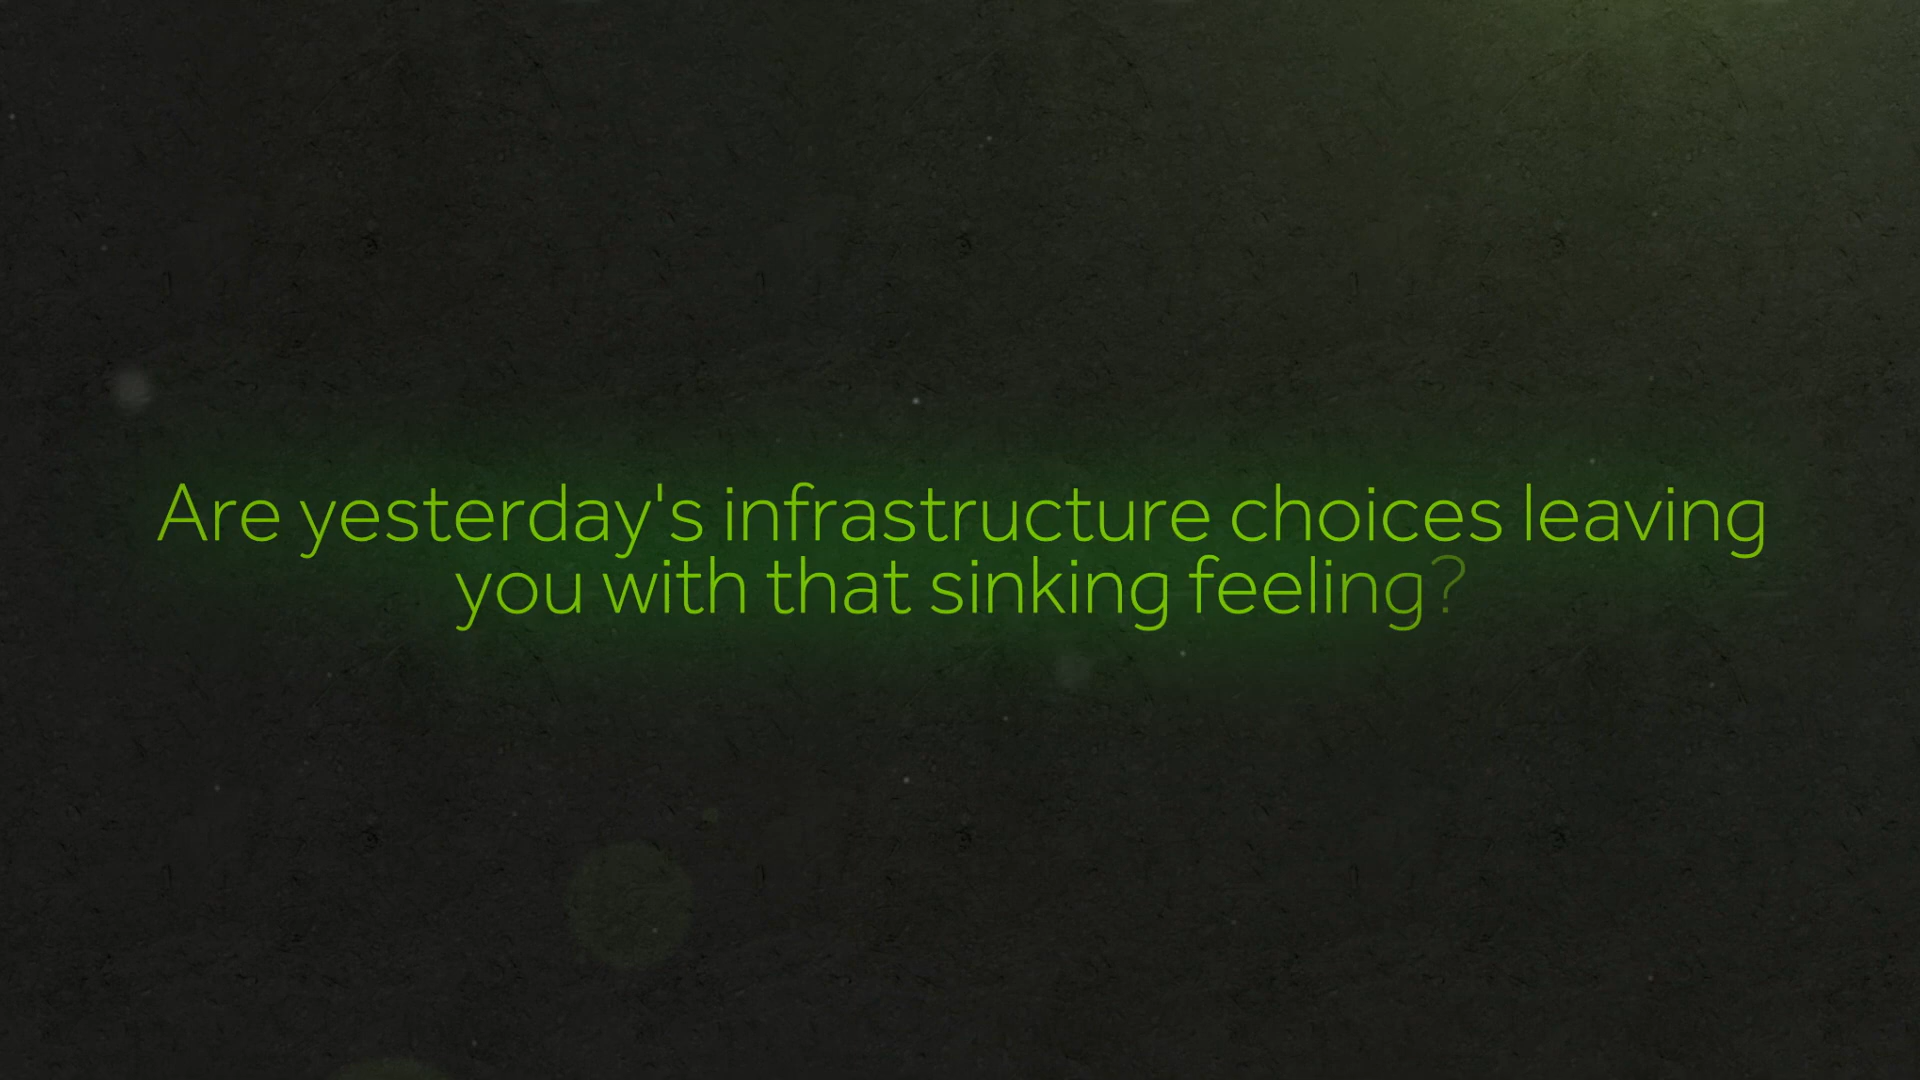 Are yesterday's infrastructure choices leaving
you with that sinking feeling?